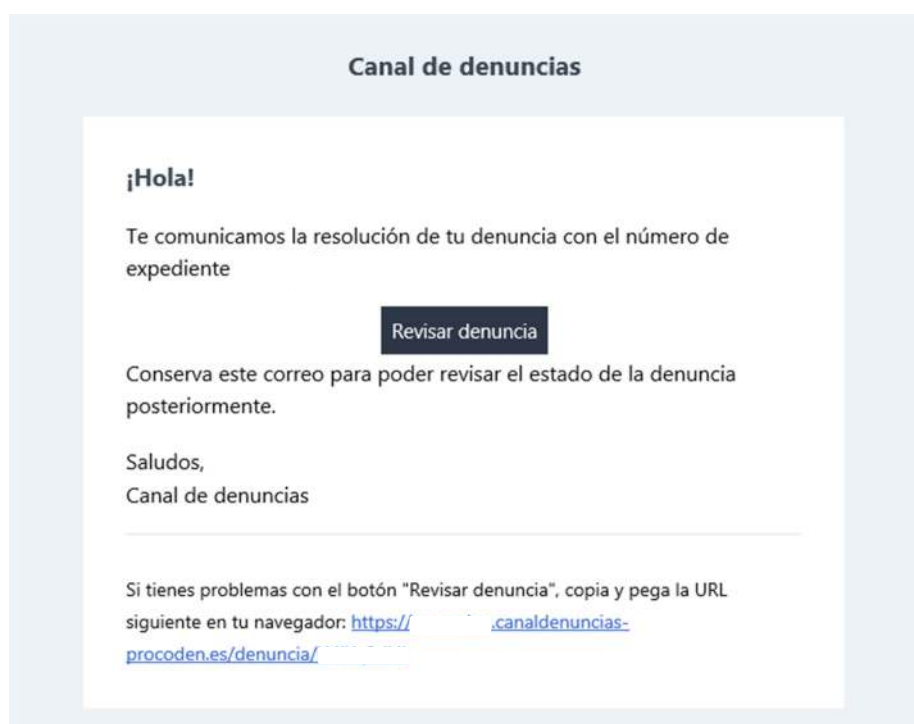 Canal de denuncias
¡Hola!
Te comunicamos la resolución de tu denuncia con el número de
expediente
Revisar denuncia
Conserva este correo para poder revisar el estado de la denuncia
posteriormente.
Saludos,
Canal de denuncias
Si tienes problemas con el botón "Revisar denuncia", copia y pega la URL
siguiente en tu navegador: https:// .canaldenuncias-
procoden.es/denuncia/